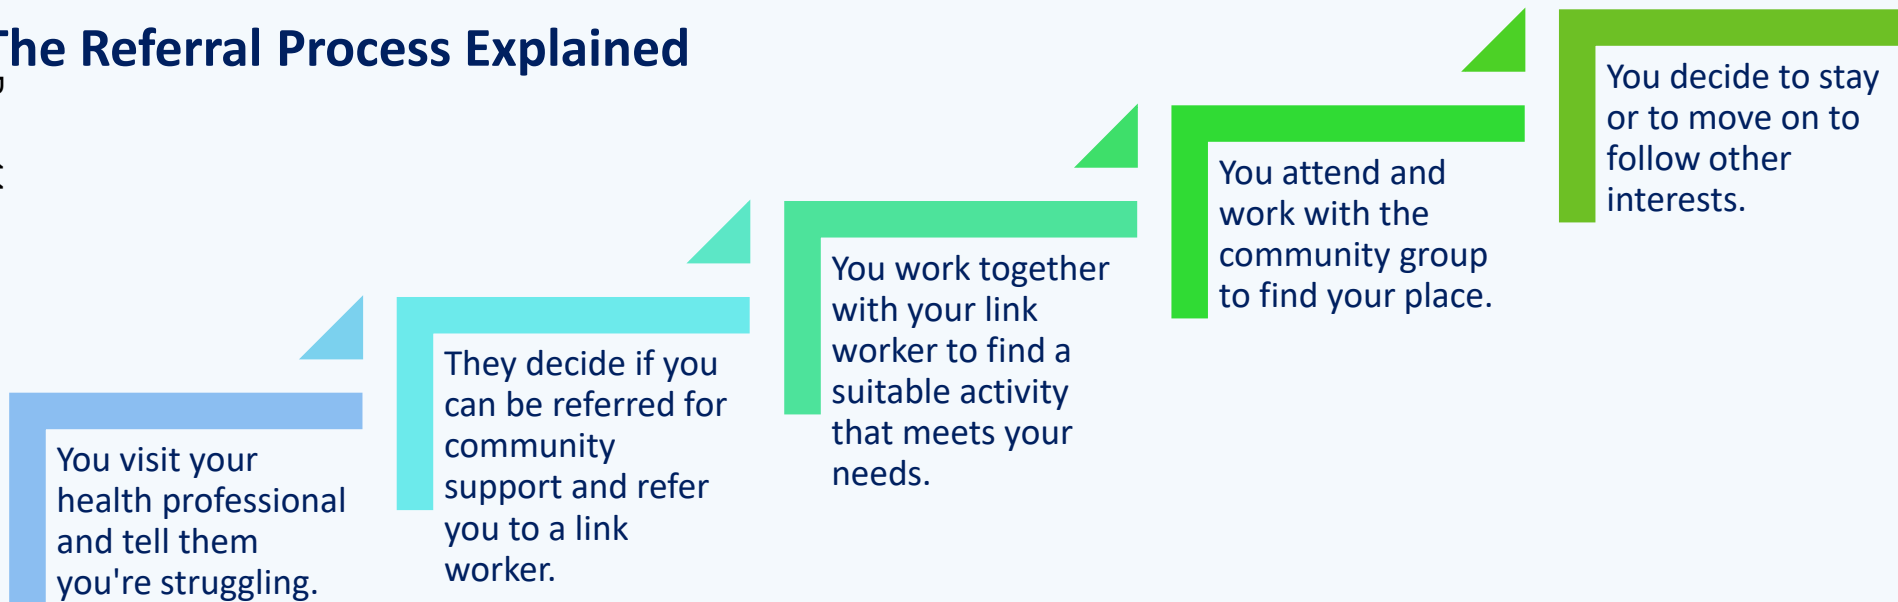 The Referral Process Explained
You visit your
health professional
and tell them
you're struggling.
They decide if you
can be referred for
community
support and refer
you to a link
worker.
You work together
with your link
worker to find a
suitable activity
that meets your
needs.
You attend and
work with the
community group
to find your place.
You decide to stay
or to move on to
follow other
interests.